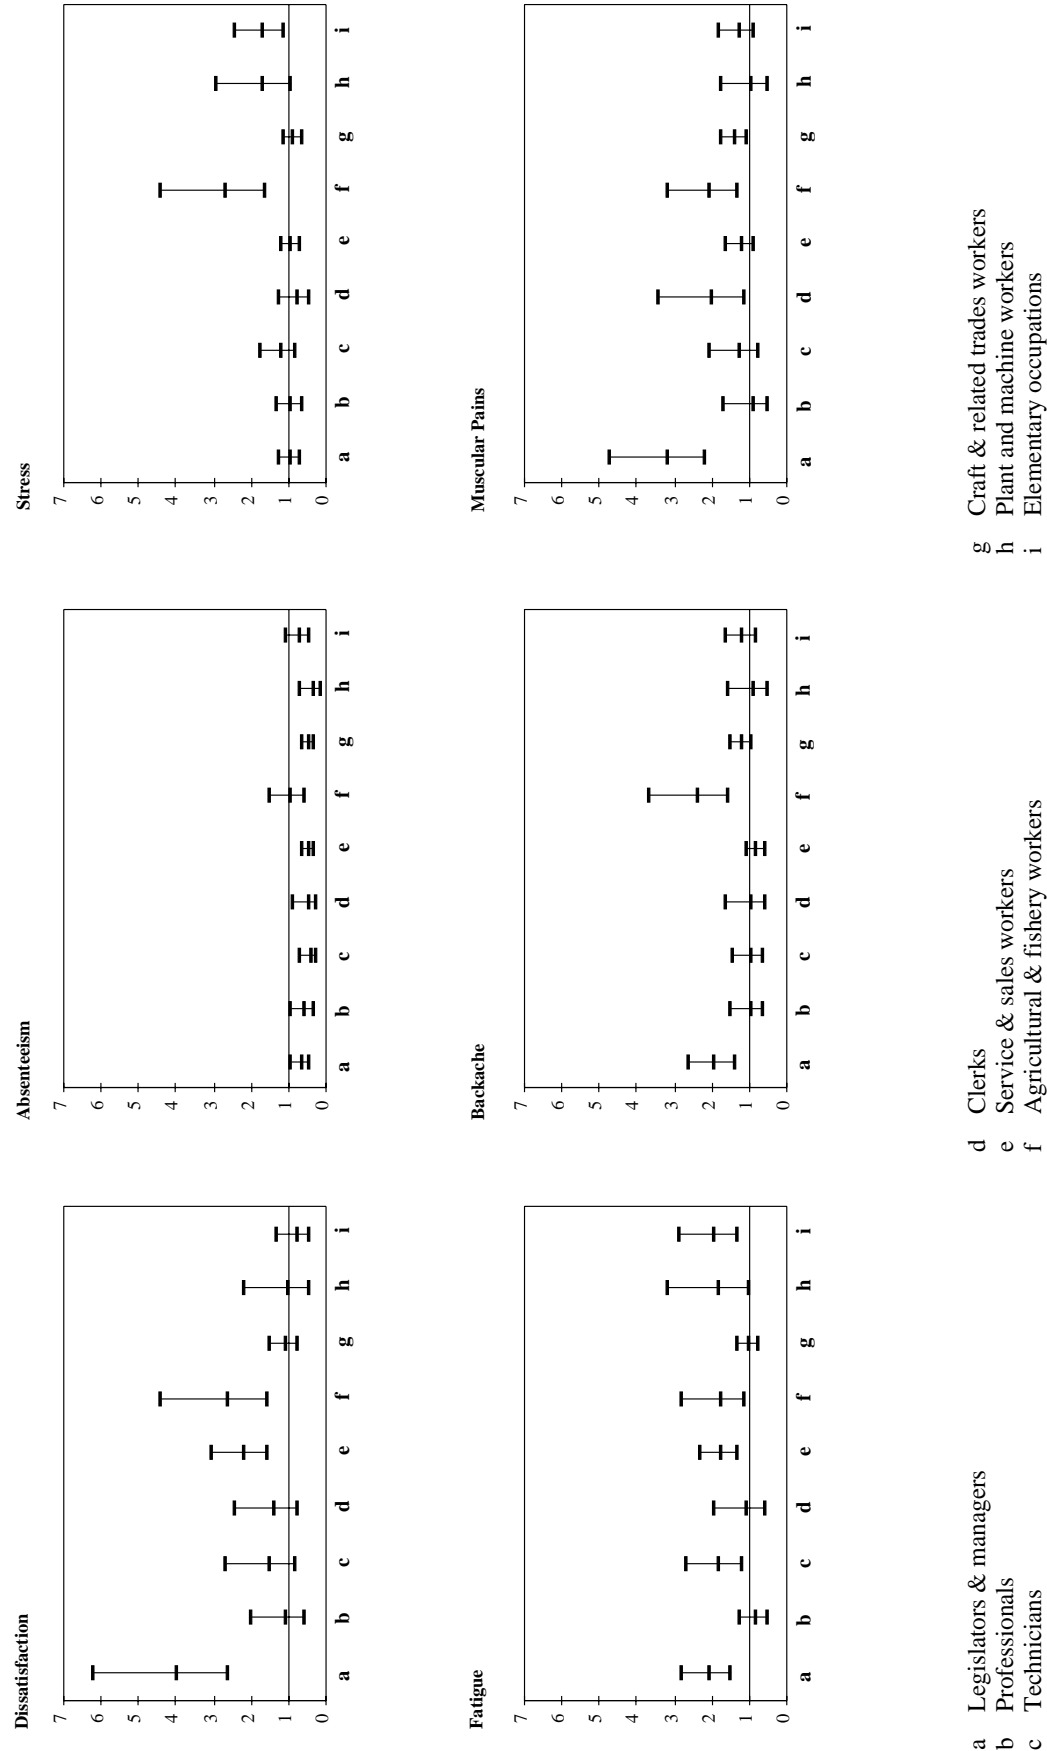 Dissatisfaction
7
6
5
4
3
2
1
0
a b c d e f g h i
Absenteeism
7
6
5
4
3
2
1
0
a b c d e f g h i
Stress
7
6
5
4
3
2
1
0
a b c d e f g h i
Fatigue
7
6
5
4
3
2
1
0
a b c d e f g h i
Backache
7
6
5
4
3
2
1
0
a b c d e f g h i
Muscular Pains
7
6
5
4
3
2
1
0
a b c d e f g h i
a Legislators & managers
b Professionals
c Technicians
d Clerks
e Service & sales workers
f Agricultural & fishery workers
g Craft & related trades workers
h Plant and machine workers
i Elementary occupations